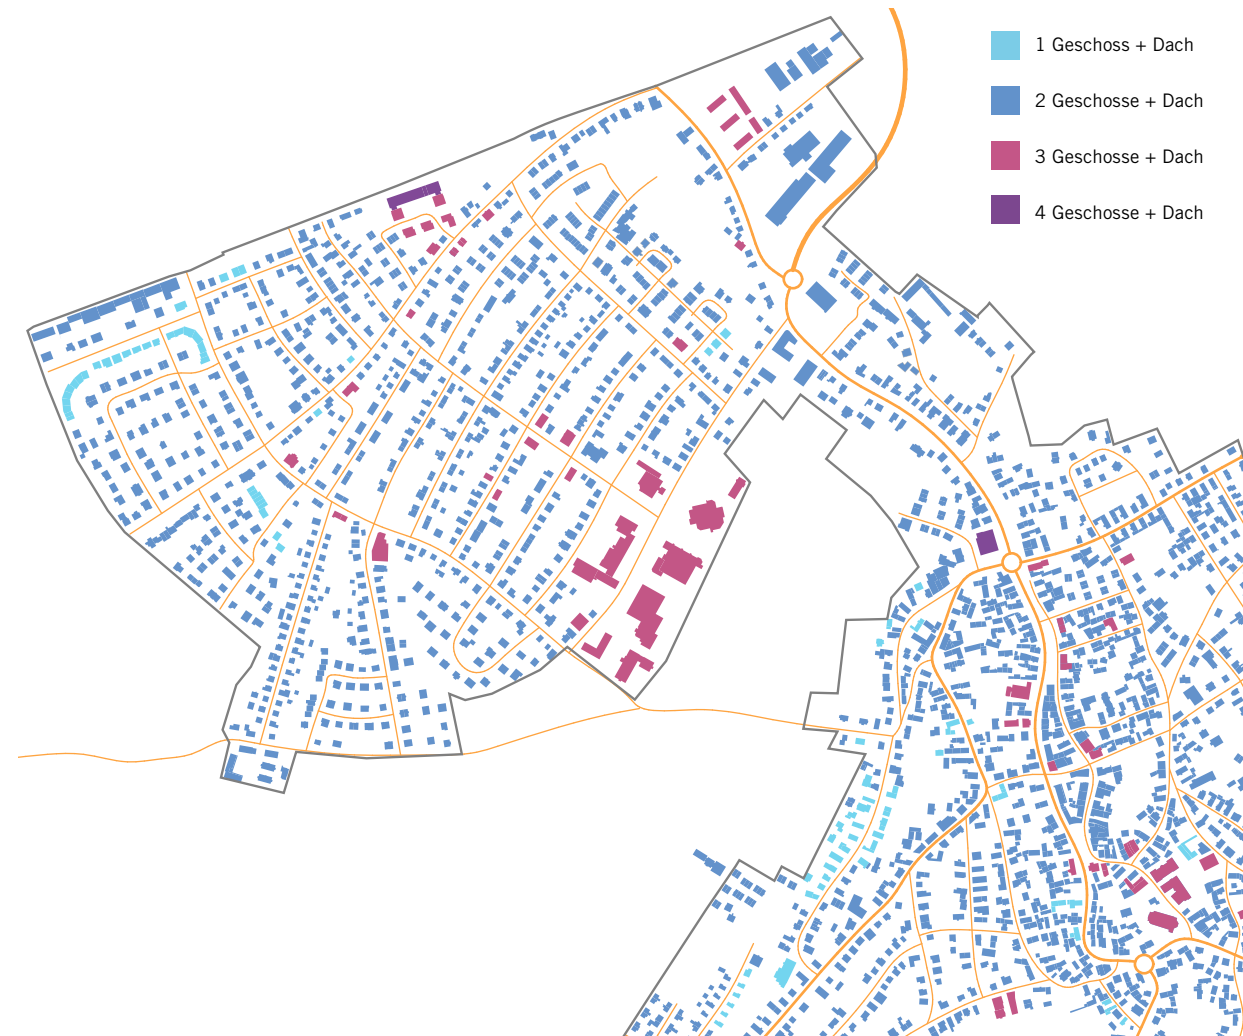 1 Geschoss + Dach
2 Geschosse + Dach
3 Geschosse + Dach
4 Geschosse + Dach